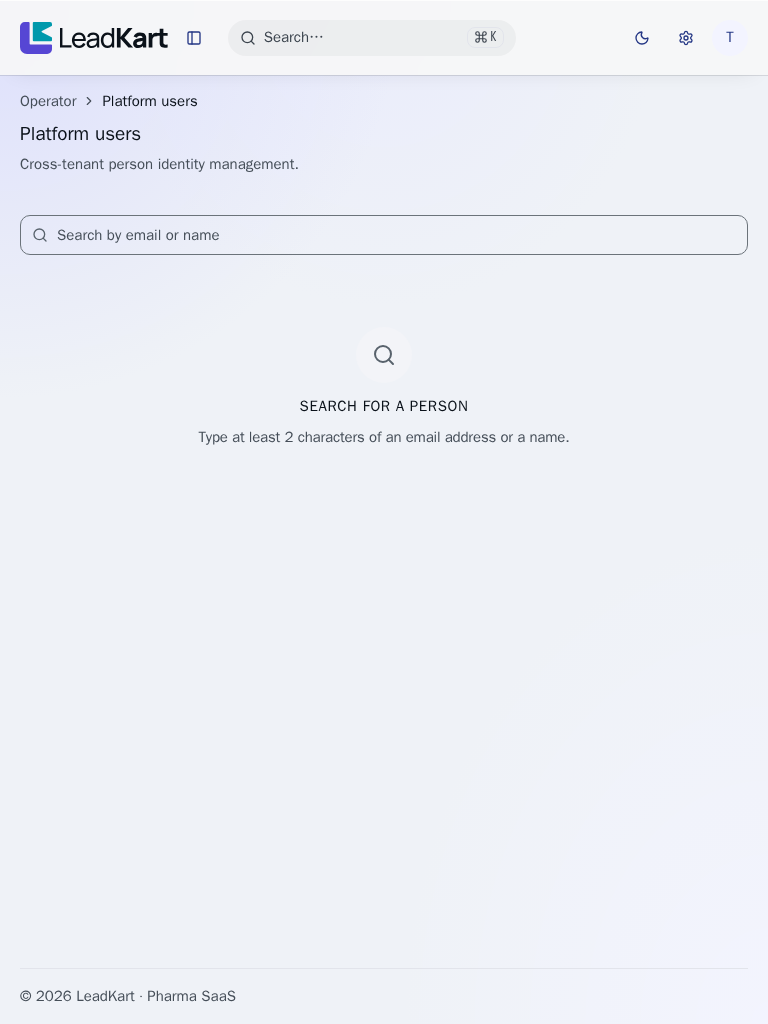 LeadKart
Search…
⌘K
T
Operator
Platform users
Platform users
Cross-tenant person identity management.
Search by email or name
SEARCH FOR A PERSON
Type at least 2 characters of an email address or a name.
© 2026 LeadKart · Pharma SaaS